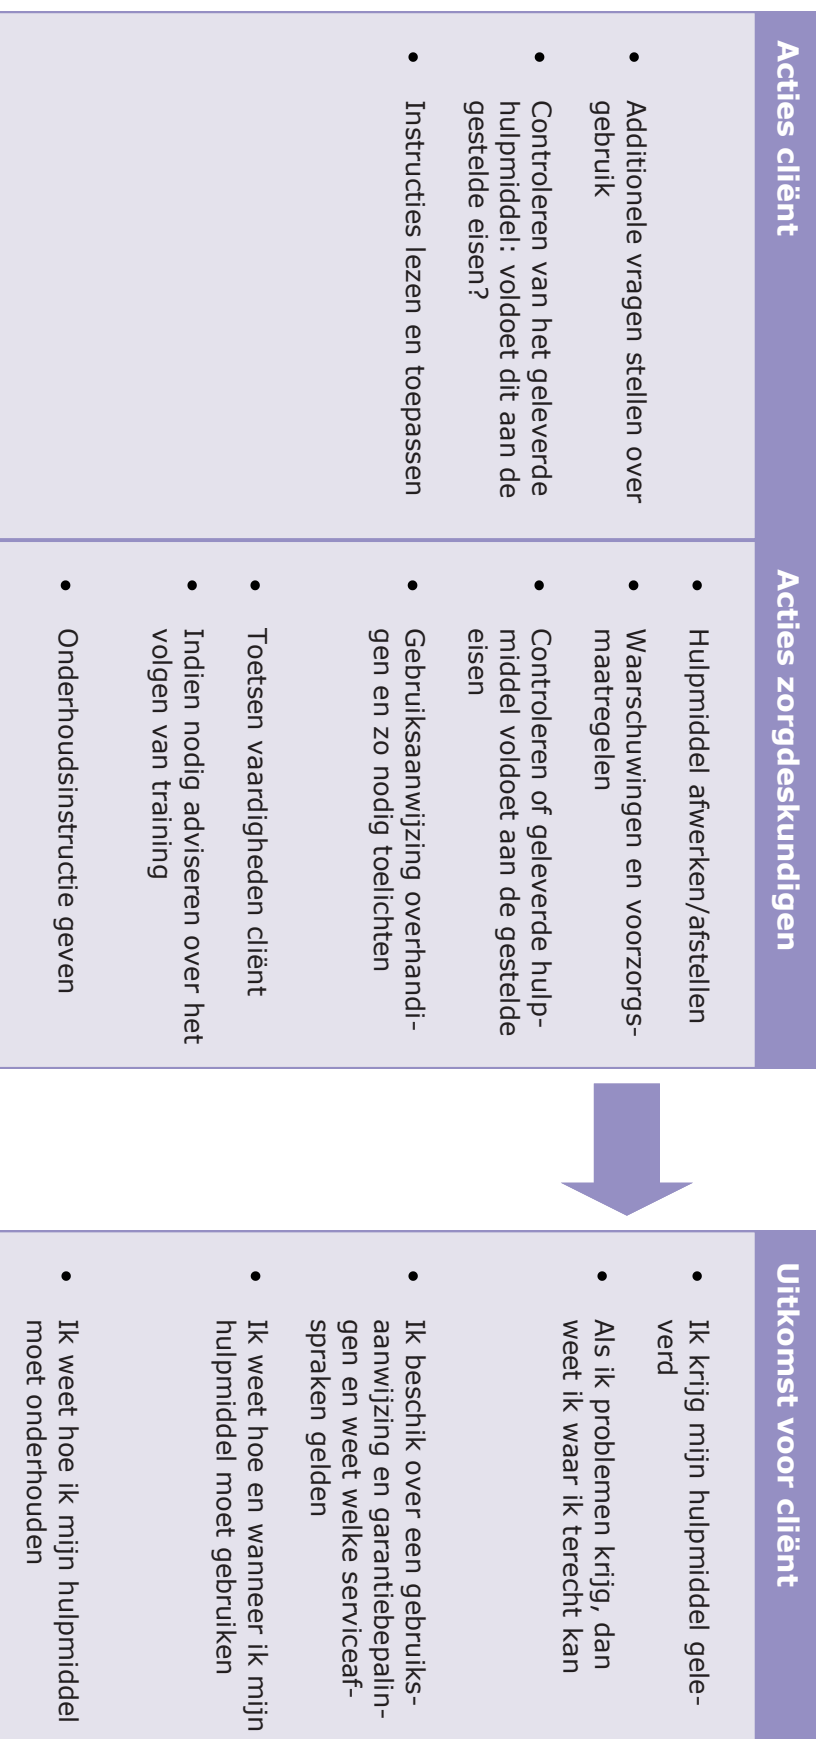 Acties cliënt
• Additionele vragen stellen over
gebruik
• Controleren van het geleverde
hulpmiddel: voldoet dit aan de
gestelde eisen?
• Instructies lezen en toepassen
Acties zorgdeskundigen
• Hulpmiddel afwerken/afstellen
• Waarschuwingen en voorzorgs-
maatregelen
• Controleren of geleverde hulp-
middel voldoet aan de gestelde
eisen
• Gebruiksaanwijzing overhandi-
gen en zo nodig toelichten
• Toetsen vaardigheden cliënt
• Indien nodig adviseren over het
volgen van training
• Onderhoudsinstructie geven
Uitkomst voor cliënt
• Ik krijg mijn hulpmiddel gele-
verd
• Als ik problemen krijg, dan
weet ik waar ik terecht kan
• Ik beschik over een gebruiks-
aanwijzing en garantiebepalin-
gen en weet welke serviceaf-
spraken gelden
• Ik weet hoe en wanneer ik mijn
hulpmiddel moet gebruiken
• Ik weet hoe ik mijn hulpmiddel
moet onderhouden